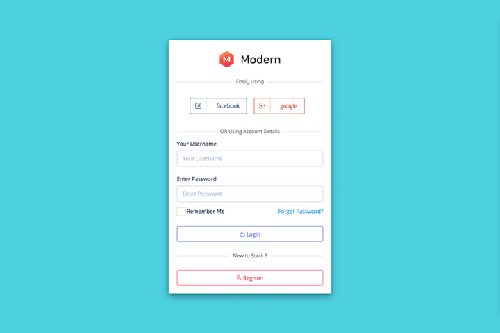 M
Modern
Easily Using
facebook
G+ google
OR Using Account Details
Your Username
Your Username
Enter Password
Enter Password
Remember Me Forgot Password?
Login
New to Stack ?
Register